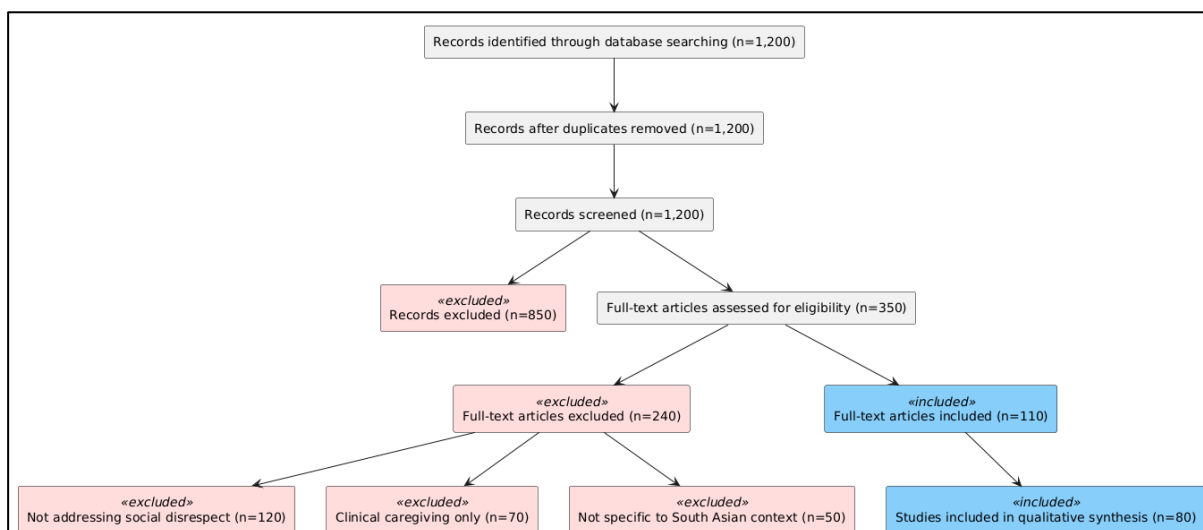 Records identified through database searching (n=1,200)
Records after duplicates removed (n=1,200)
Records screened (n=1,200)
«excluded»
Records excluded (n=850)
Full-text articles assessed for eligibility (n=350)
«excluded»
Full-text articles excluded (n=240)
«included»
Full-text articles included (n=110)
«excluded»
Not addressing social disrespect (n=120)
«excluded»
Clinical caregiving only (n=70)
«excluded»
Not specific to South Asian context (n=50)
«included»
Studies included in qualitative synthesis (n=80)